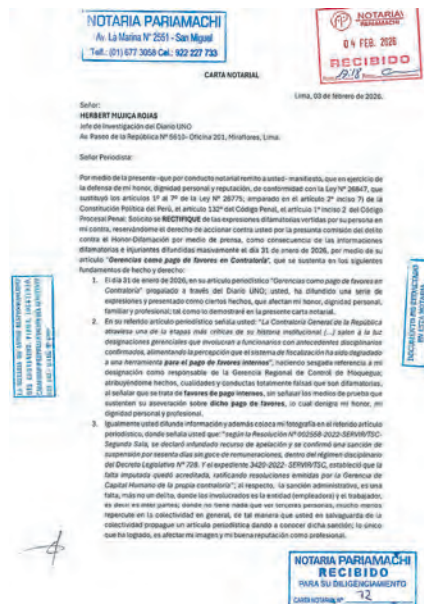 NOTARIA PARIAMACHI
Av. La Marina N° 2551 - San Miguel
Telf.: (01) 677 3058 Cel.: 922 227 733
NOTARIA
PARIAMACHI
04 FEB. 2026
RECIBIDO
CARTA NOTARIAL
Lima, 03 de febrero de 2026.
Señor:
HERBERT MUJICA ROJAS
Jefe de Investigación del Diario UNO
Av. Paseo de la República N° 5610- Oficina 201, Miraflores, Lima.
Señor Periodista:
Por medio de la presente -que por conducto notarial remito a usted- manifiesto, que en ejercicio de
la defensa de mi honor, dignidad personal y reputación, de conformidad con la Ley N° 26847, que
sustituyó los artículos 1° al 7° de la Ley N° 26775; amparado en el artículo 2° inciso 7) de la
Constitución Política del Perú, el artículo 132° del Código Penal, el artículo 1° inciso 2 del Código
Procesal Penal; Solicito se RECTIFIQUE de las expresiones difamatorias vertidas por su persona en
mi contra, reservándome el derecho de accionar contra usted por la presunta comisión del delito
contra el Honor-Difamación por medio de prensa, como consecuencia de las informaciones
difamatorias e injuriantes difundidas masivamente el día 31 de enero de 2026, por medio de su
artículo "Gerencias como pago de favores en Contraloría", que se sustenta en los siguientes
fundamentos de hecho y derecho:
1. El día 31 de enero de 2026, en su artículo periodístico "Gerencias como pago de favores en
Contraloría" propalado a través del Diario UNO; usted, ha difundido una serie de
expresiones y presentado como ciertos hechos, que afectan mi honor, dignidad personal,
familiar y profesional; tal como lo demostraré en la presente carta notarial.
2. En su referido artículo periodístico señala usted: "La Contraloría General de la República
atraviesa una de la etapas más críticas de su historia institucional (...) salen a la luz
designaciones gerenciales que involucran a funcionarios con antecedentes disciplinarios
confirmados, alimentando la percepción que el sistema de fiscalización ha sido degradado
a una herramienta para el pago de favores internos", haciendo sesgada referencia a mi
designación como responsable de la Gerencia Regional de Control de Moquegua;
atribuyéndome hechos, cualidades y conductas totalmente falsas que son difamatorias,
al señalar que se trata de favores de pago internos, sin señalar los medios de prueba que
sustenten su aseveración sobre dicho pago de favores, lo cual denigra mi honor, mi
dignidad personal y profesional.
3. Igualmente usted difunde información y además coloca mi fotografía en el referido artículo
periodístico, donde señala usted que: "según la Resolución N° 002558-2022-SERVIR/TSC-
Segunda Sala, se declaró infundado recurso de apelación y se confirmó una sanción de
suspensión por sesenta días sin goce de remuneraciones, dentro del régimen disciplinario
del Decreto Legislativo N° 728. Y el expediente 3420-2022- SERVIR/TSC, estableció que la
falta imputada quedó acreditada, ratificando resoluciones emitidas por la Gerencia de
Capital Humano de la propia contraloría"; al respecto, la sanción administrativa, es una
falta, más no un delito, donde los involucrados es la entidad (empleadora) y el trabajador,
es decir es inter partes; donde no tiene nada que ver terceras personas, mucho menos
repercute en la colectividad en general, de tal manera que usted en salvaguarda de la
colectividad propague un artículo periodístico dando a conocer dicha sanción; lo único
que ha logrado, es afectar mi imagen y mi buena reputación como profesional.
NOTARIA PARIAMACHI
RECIBIDO
PARA SU DILIGENCIAMIENTO
CARTA NOTARIAL N° 72